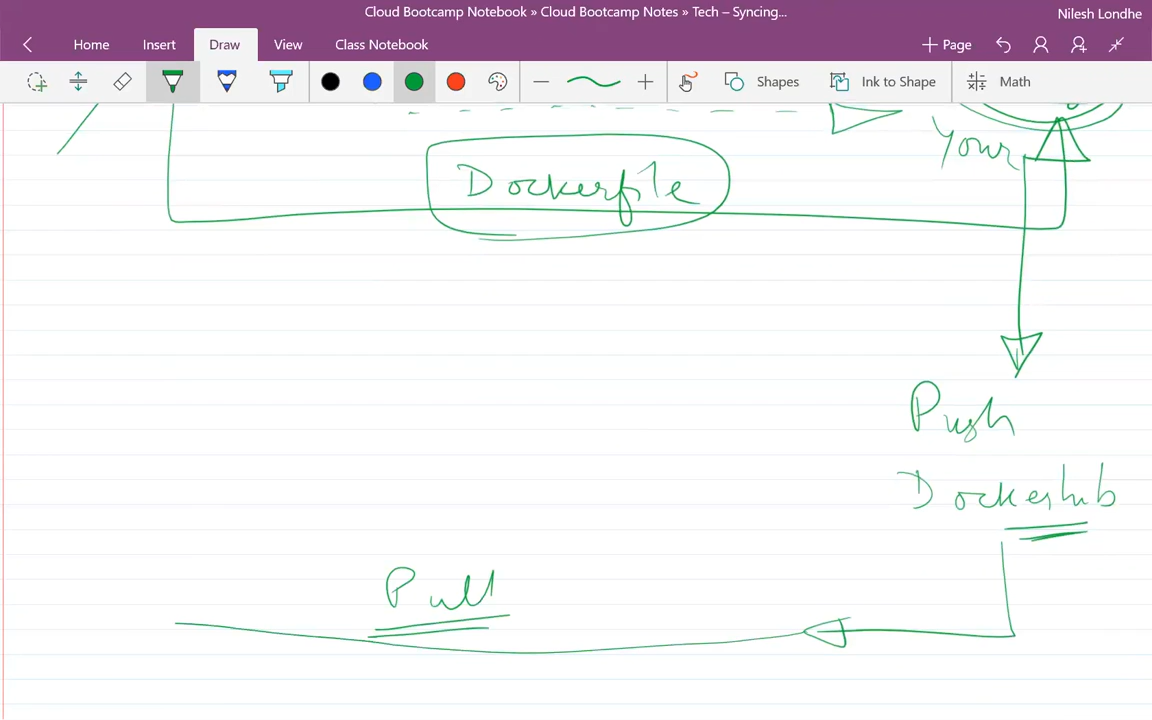 Cloud Bootcamp Notebook » Cloud Bootcamp Notes » Tech – Syncing...
Nilesh Londhe
Home Insert Draw View Class Notebook Page
Shapes Ink to Shape Math
Your
Dockerfile
Push
Dockerhub
Pull